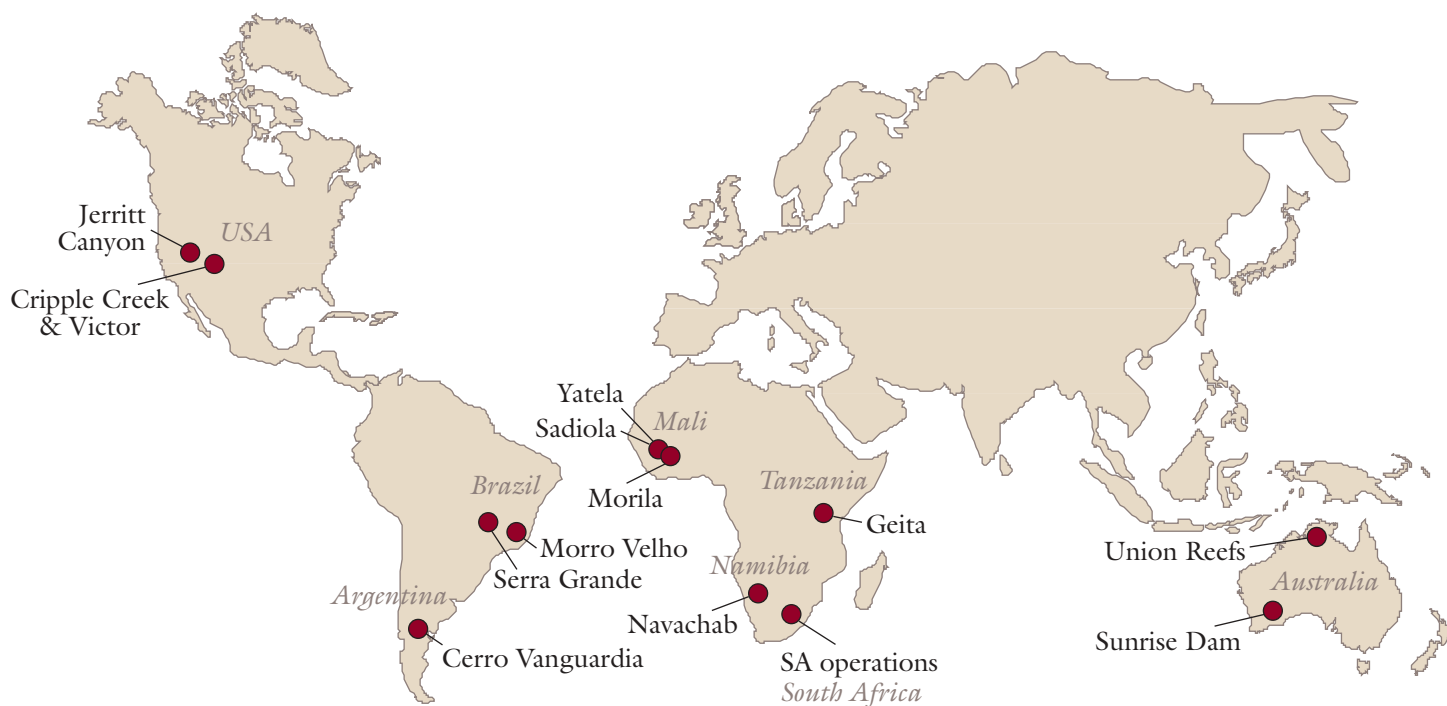 Jerritt
Canyon
USA
Cripple Creek
& Victor
Yatela
Sadiola
Mali
Morila
Brazil
Morro Velho
Serra Grande
Argentina
Cerro Vanguardia
Tanzania
Geita
Namibia
Navachab
SA operations
South Africa
Union Reefs
Australia
Sunrise Dam